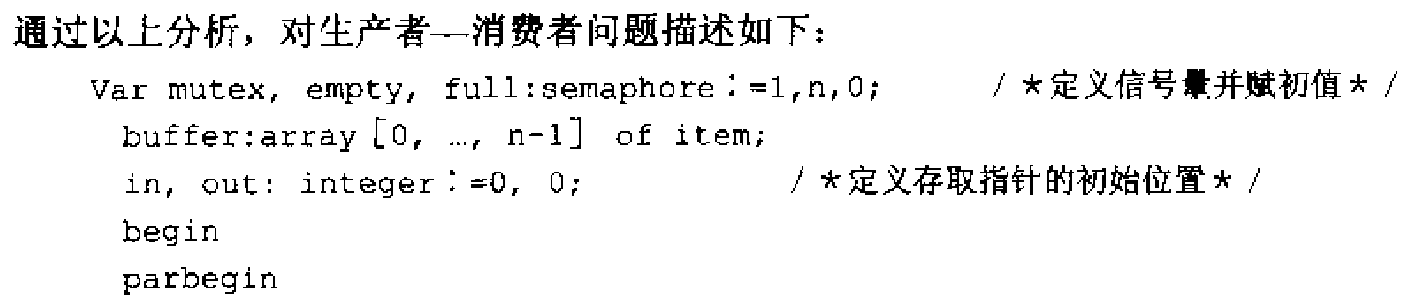 通过以上分析，对生产者—消费者问题描述如下：
Var mutex, empty, full:semaphore：=1,n,0; /＊定义信号量并赋初值＊/
buffer:array［0, …, n-1］ of item;
in, out: integer：=0, 0; /＊定义存取指针的初始位置＊/
begin
parbegin